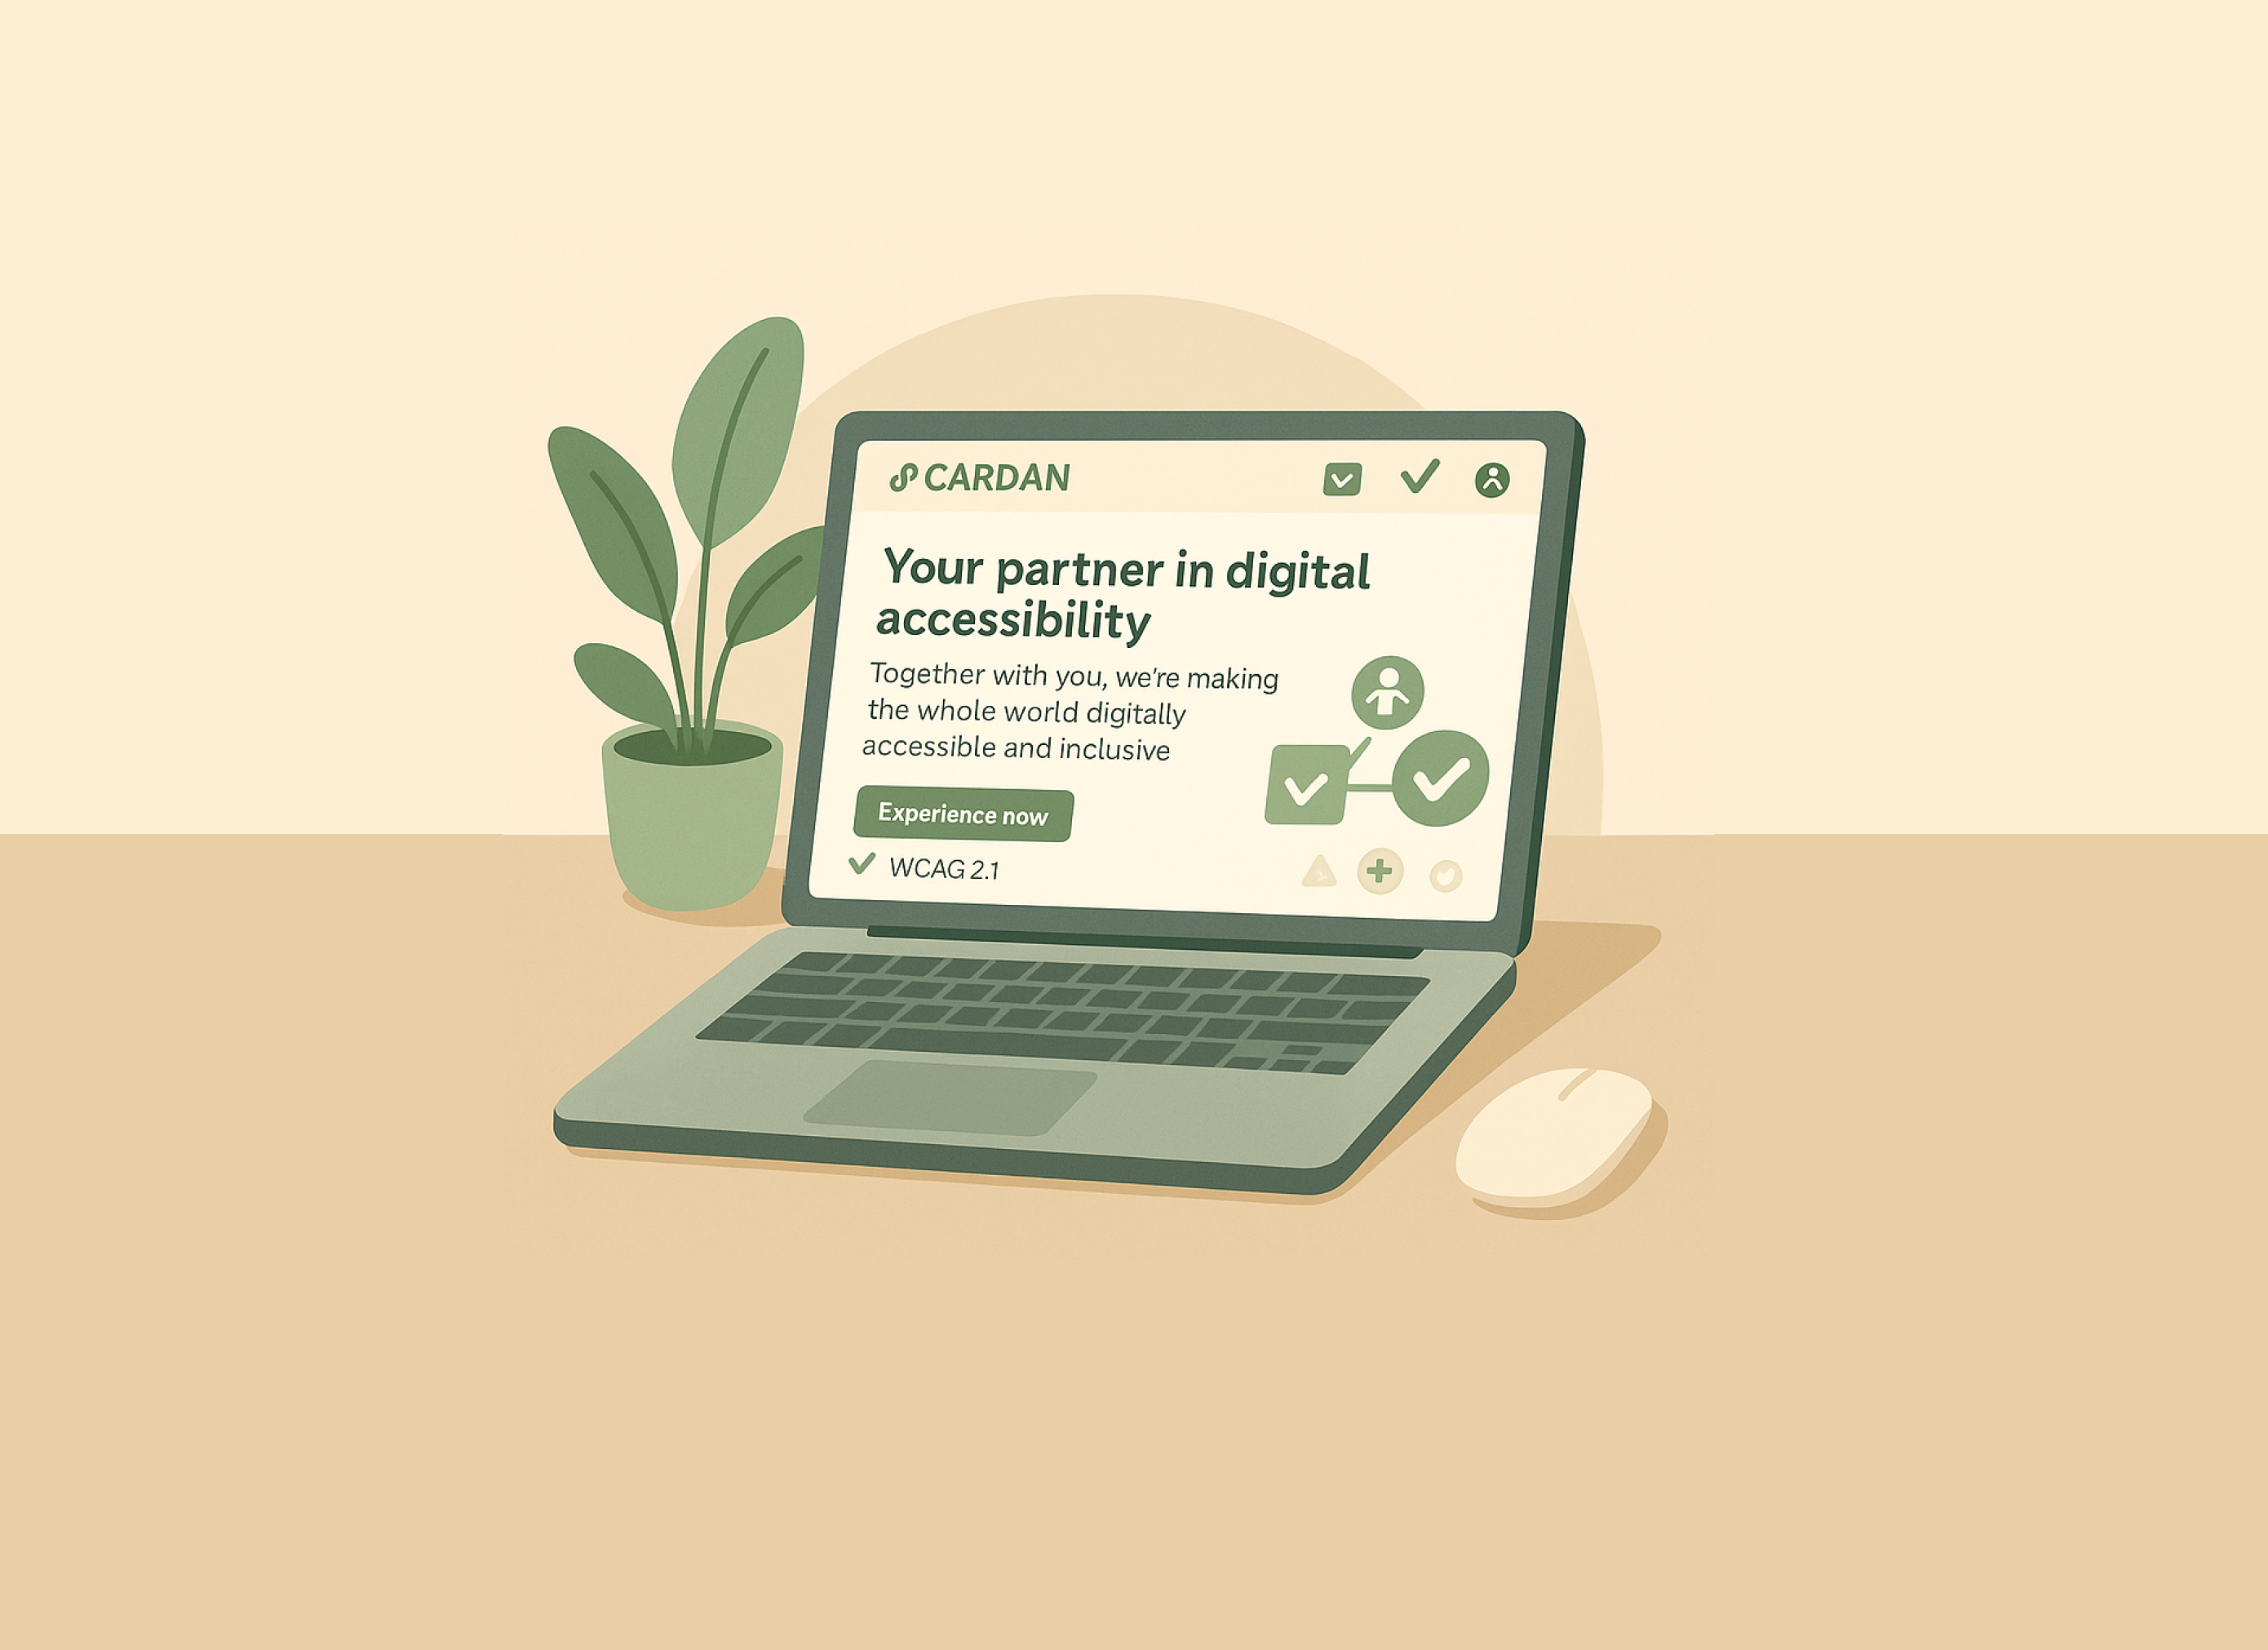 CARDAN
Your partner in digital
accessibility
Together with you, we're making
the whole world digitally
accessible and inclusive
Experience now
WCAG 2.1